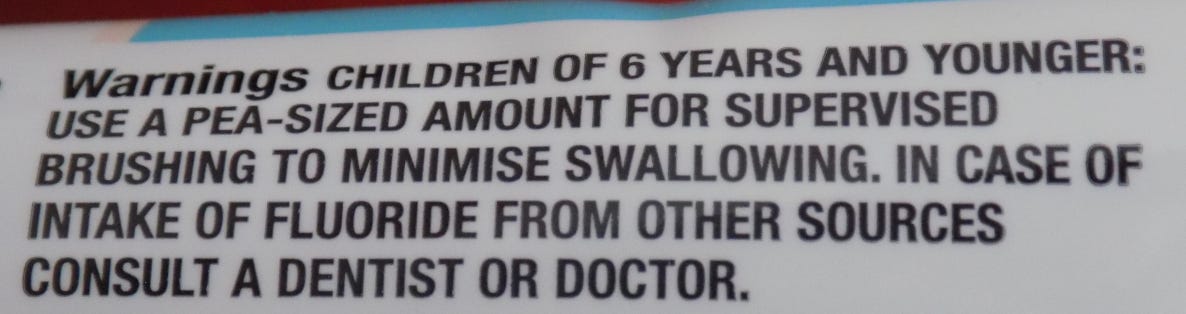 Warnings CHILDREN OF 6 YEARS AND YOUNGER:
USE A PEA-SIZED AMOUNT FOR SUPERVISED
BRUSHING TO MINIMISE SWALLOWING. IN CASE OF
INTAKE OF FLUORIDE FROM OTHER SOURCES
CONSULT A DENTIST OR DOCTOR.